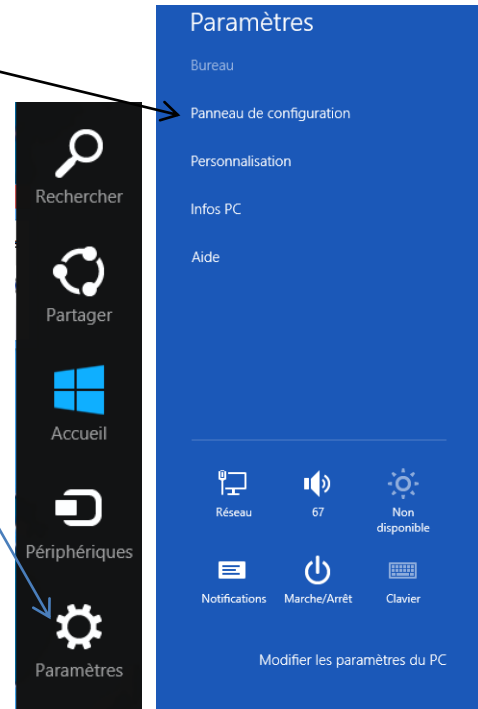 Rechercher
Partager
Accueil
Périphériques
Paramètres
Paramètres
Bureau
Panneau de configuration
Personnalisation
Infos PC
Aide
Réseau
67
Non
disponible
Notifications
Marche/Arrêt
Clavier
Modifier les paramètres du PC